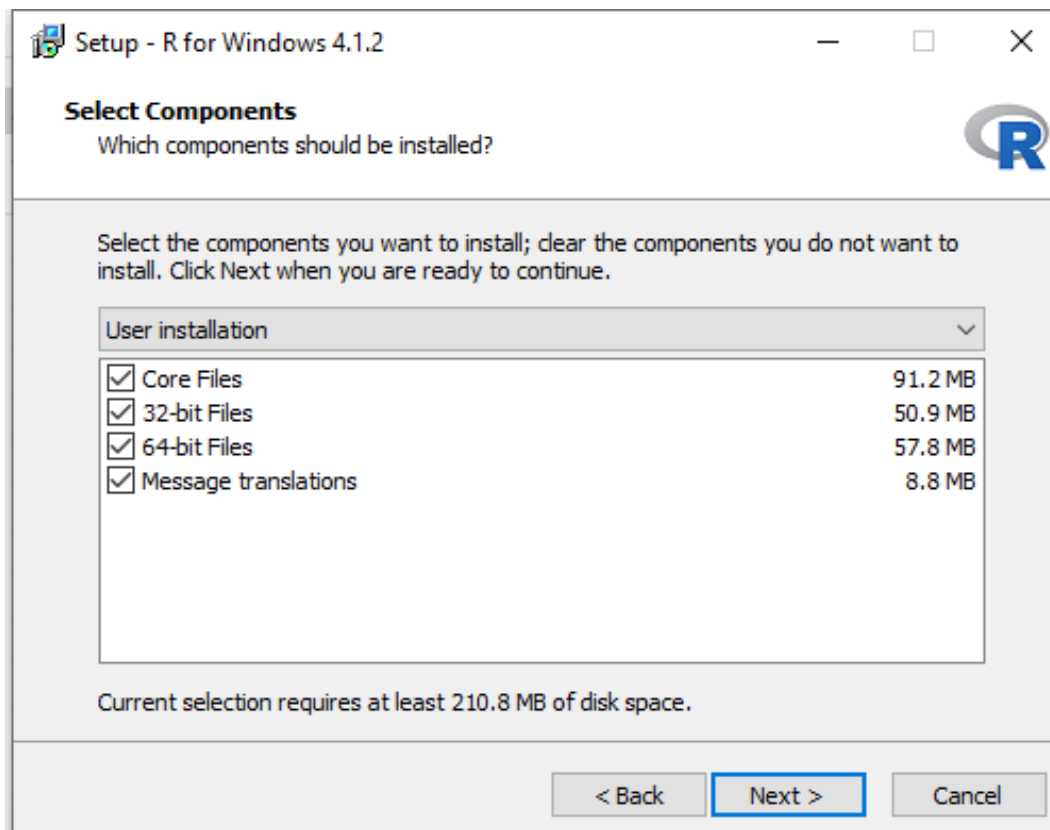 Setup - R for Windows 4.1.2
Select Components
Which components should be installed?
R
Select the components you want to install; clear the components you do not want to
install. Click Next when you are ready to continue.
User installation
Core Files 91.2 MB
32-bit Files 50.9 MB
64-bit Files 57.8 MB
Message translations 8.8 MB
Current selection requires at least 210.8 MB of disk space.
< Back Next > Cancel